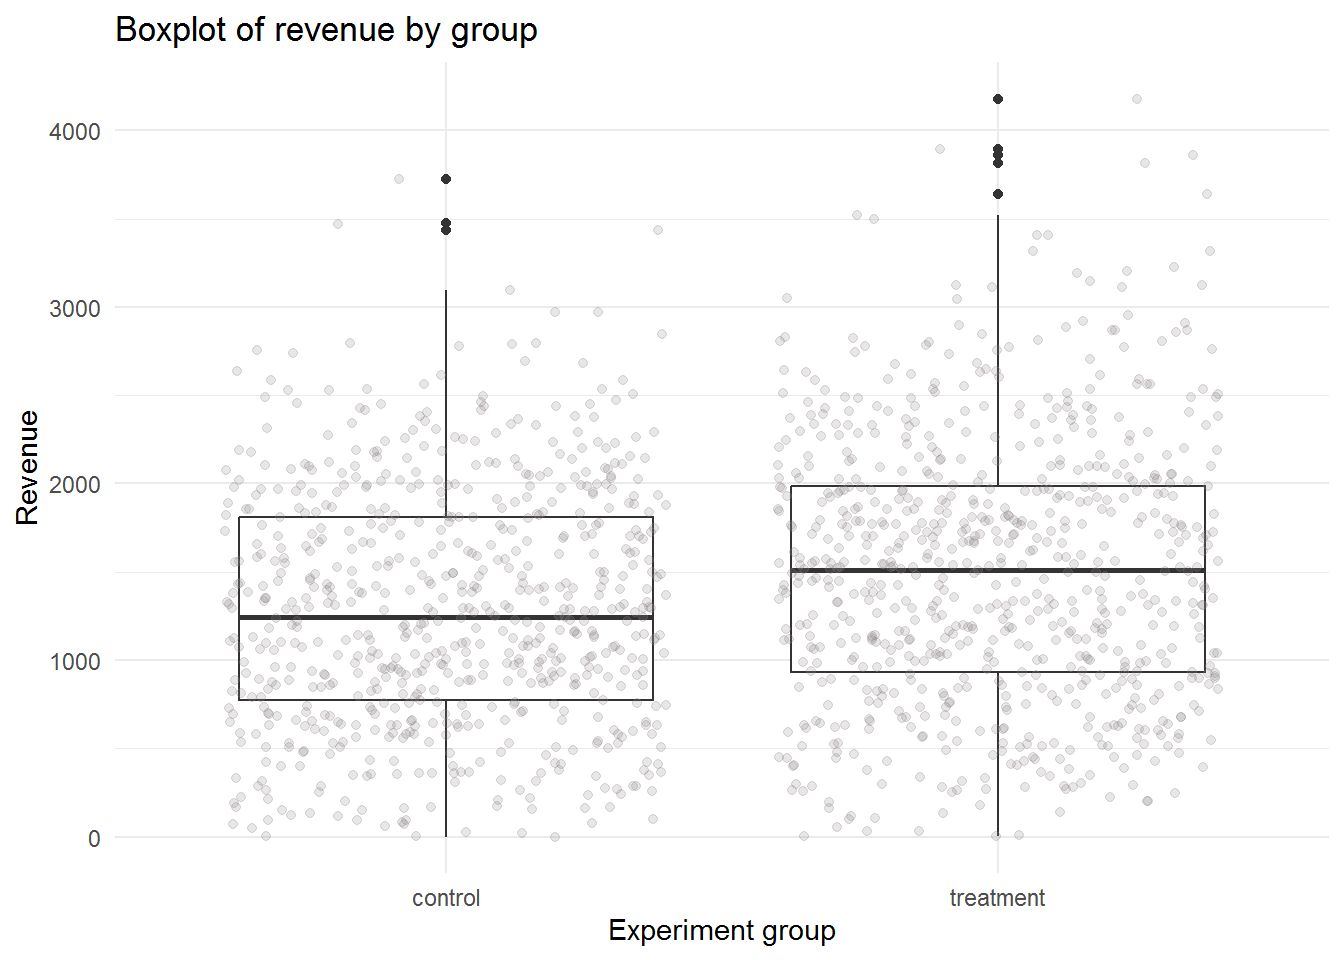 Boxplot of revenue by group
4000
3000
2000
1000
0
Revenue
control treatment
Experiment group